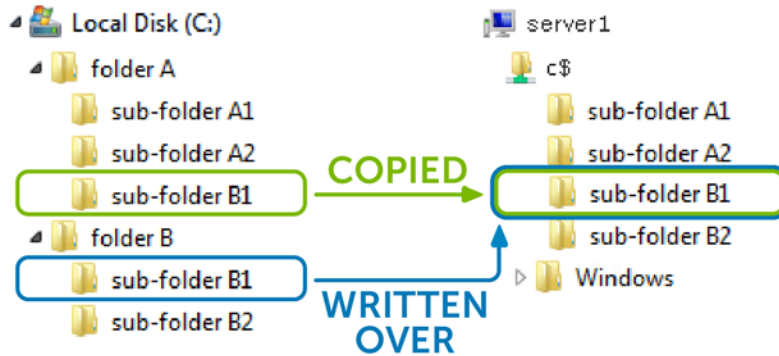 Local Disk (C:)
folder A
sub-folder A1
sub-folder A2
sub-folder B1
folder B
sub-folder B1
sub-folder B2
COPIED
WRITTEN
OVER
server1
c$
sub-folder A1
sub-folder A2
sub-folder B1
sub-folder B2
Windows